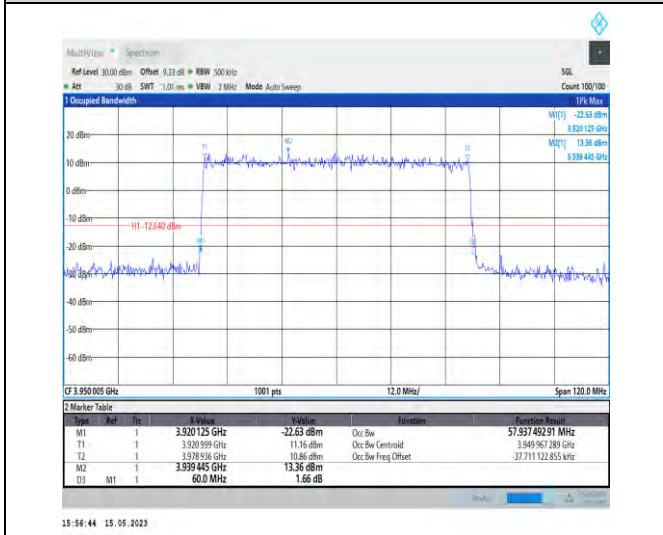 MultiView Spectrum
Ref Level 30.00 dBm Offset 9.33 dB RBW 500 kHz SGL
Att 30 dB SWT 1.01 ms VBW 2 MHz Mode Auto Sweep Count 100/100
1 Occupied Bandwidth 1Pk Max
M1[1] -22.63 dBm
3.920 125 GHz
20 dBm
M2[1] 13.36 dBm
3.939 445 GHz
T1
M2
T2
10 dBm
0 dBm
-10 dBm
H1 -12.640 dBm
-20 dBm
M1
D3
-30 dBm
-40 dBm
-50 dBm
-60 dBm
CF 3.950 005 GHz 1001 pts 12.0 MHz/ Span 120.0 MHz
2 Marker Table
Type Ref Trc X-Value Y-Value Function Function Result
M1 1 3.920 125 GHz -22.63 dBm Occ Bw 57.937 492 91 MHz
T1 1 3.920 999 GHz 11.16 dBm Occ Bw Centroid 3.949 967 289 GHz
T2 1 3.978 936 GHz 10.86 dBm Occ Bw Freq Offset -37.711 122 855 kHz
M2 1 3.939 445 GHz 13.36 dBm
D3 M1 1 60.0 MHz 1.66 dB
15:56:44 15.05.2023